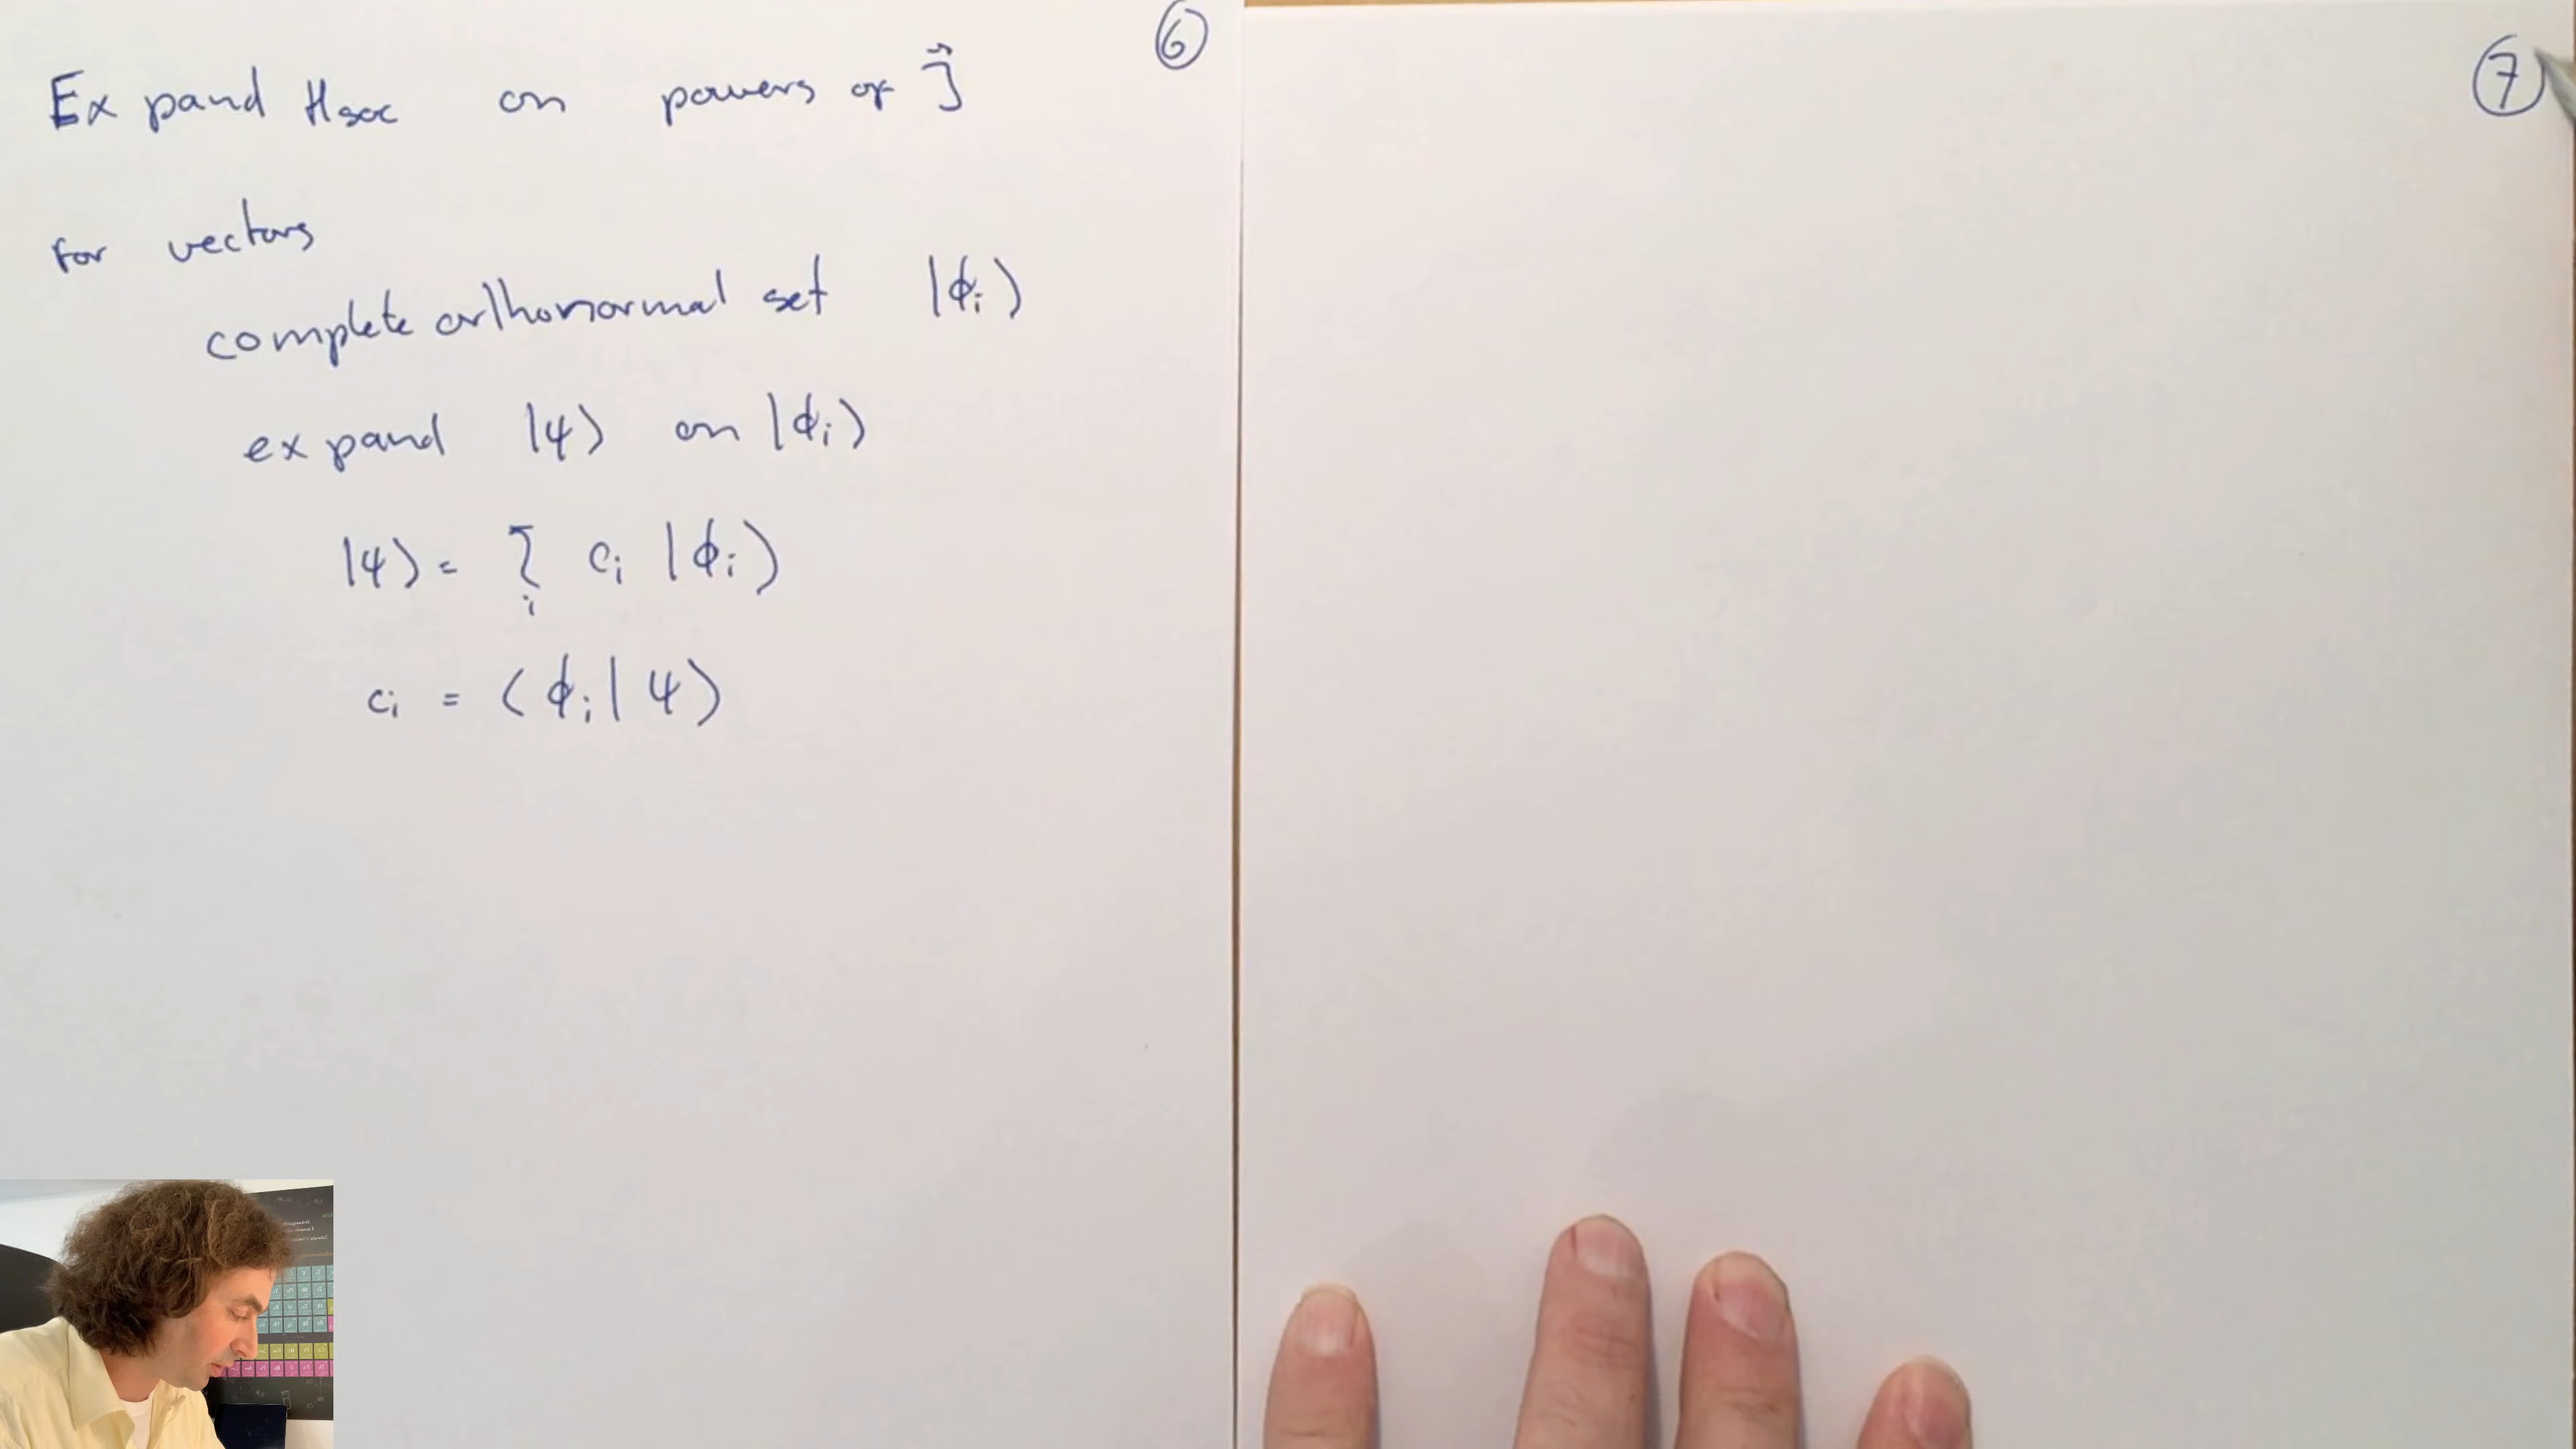 ⑥
Expand Hsoc on powers of J⃗
for vectors
complete orthonormal set |ϕᵢ⟩
expand |ψ⟩ on |ϕᵢ⟩
|ψ⟩ = Σᵢ cᵢ |ϕᵢ⟩
cᵢ = ⟨ϕᵢ|ψ⟩
⑦